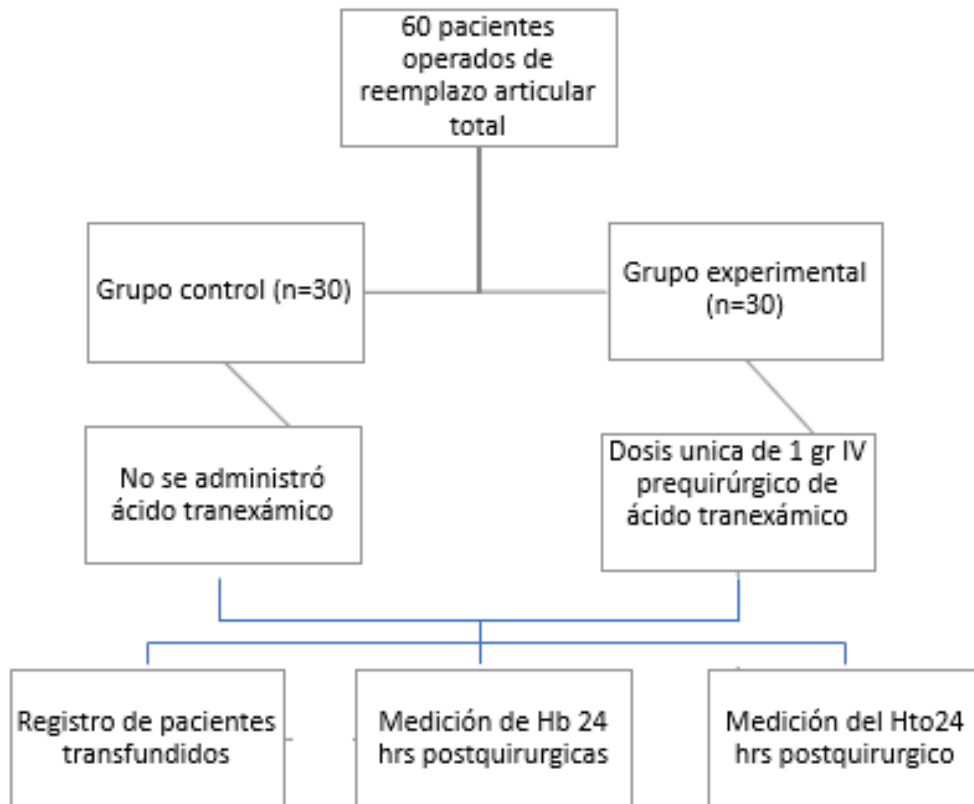 60 pacientes
operados de
reemplazo articular
total
Grupo control (n=30)
Grupo experimental
(n=30)
No se administró
ácido tranexámico
Dosis unica de 1 gr IV
prequirúrgico de
ácido tranexámico
Registro de pacientes
transfundidos
Medición de Hb 24
hrs postquirurgicas
Medición del Hto24
hrs postquirurgico